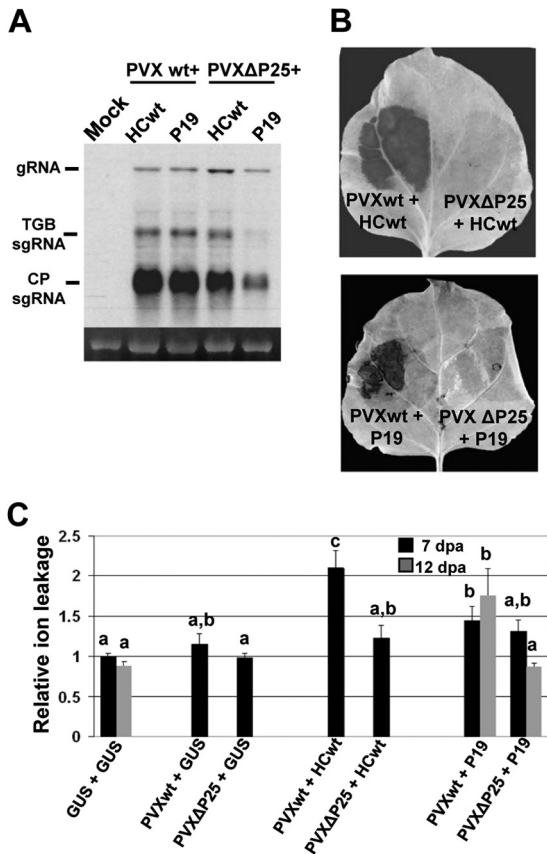 A
PVX wt+ PVXΔP25+
Mock HCwt P19 HCwt P19
gRNA
TGB
sgRNA
CP
sgRNA
B
PVXwt +
HCwt
PVXΔP25
+ HCwt
PVXwt +
P19
PVX ΔP25
+ P19
C
Relative ion leakage
2.5
2
1.5
1
0.5
0
7 dpa
12 dpa
a a
a,b a
c a,b
b b a,b a
GUS + GUS
PVXwt + GUS
PVXΔP25 + GUS
PVXwt + HCwt
PVXΔP25 + HCwt
PVXwt + P19
PVXΔP25 + P19